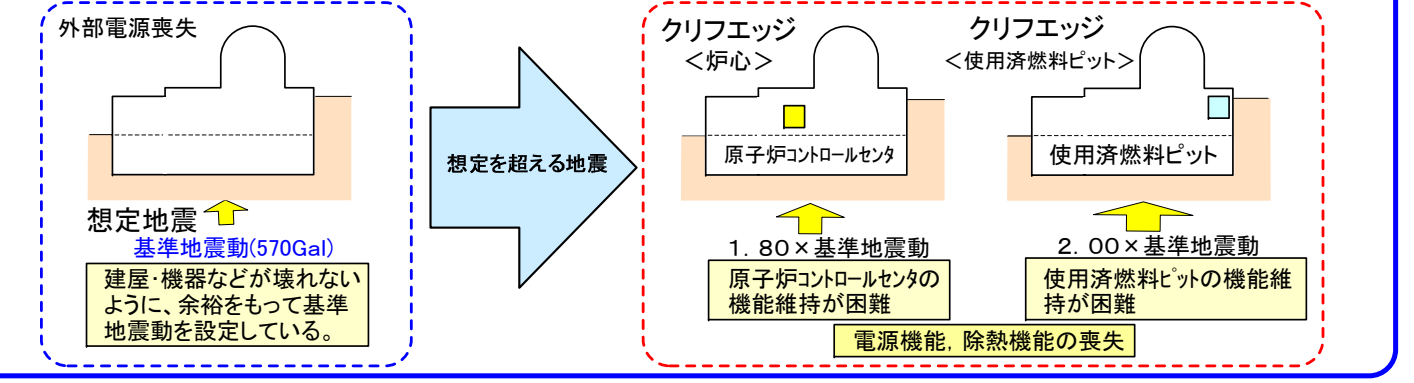 外部電源喪失
想定地震
基準地震動(570Gal)
建屋・機器などが壊れない
ように、余裕をもって基準
地震動を設定している。
想定を超える地震
クリフエッジ
＜炉心＞
原子炉コントロールセンタ
1．80×基準地震動
原子炉コントロールセンタの
機能維持が困難
クリフエッジ
＜使用済燃料ピット＞
使用済燃料ピット
2．00×基準地震動
使用済燃料ピットの機能維
持が困難
電源機能，除熱機能の喪失